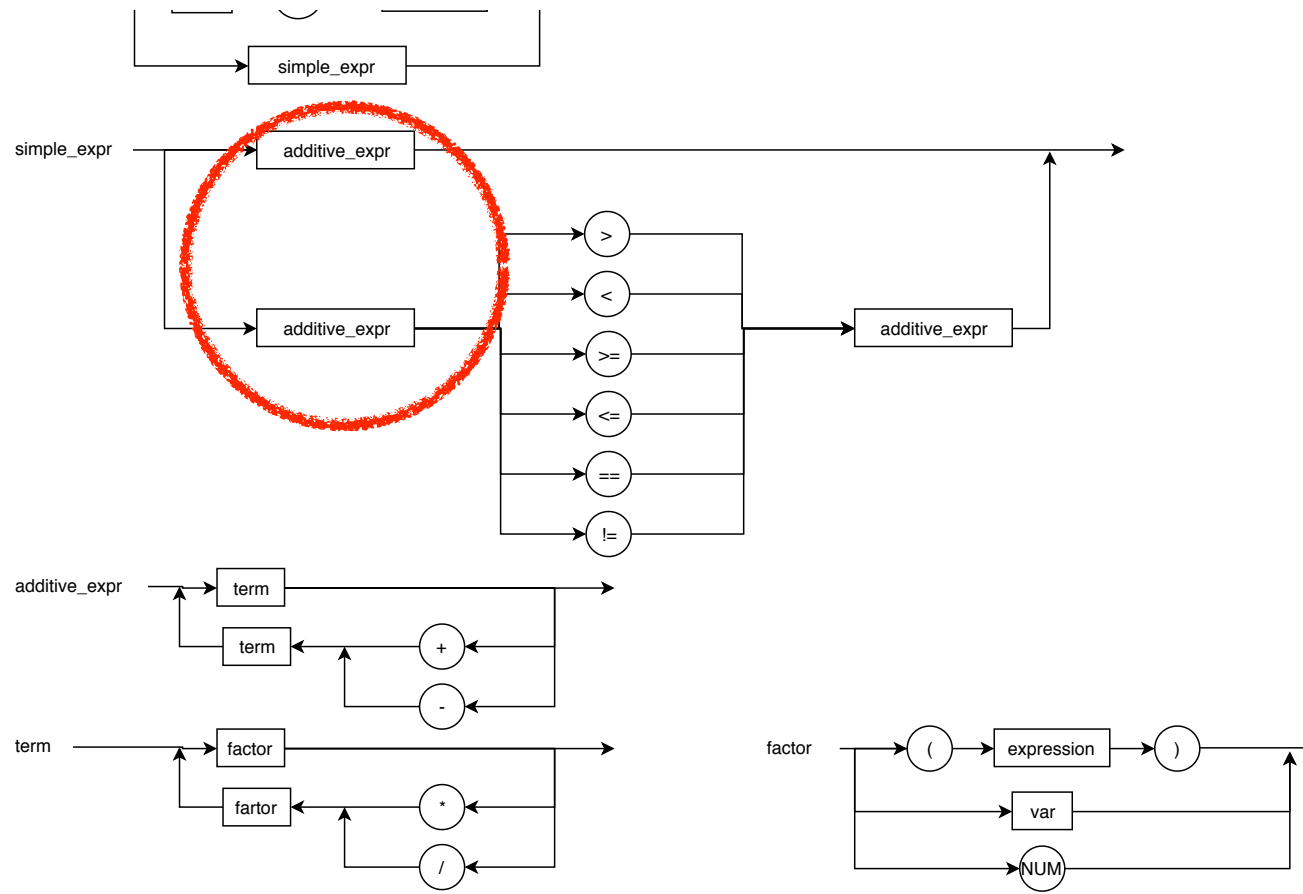 simple_expr
simple_expr
additive_expr
>
<
additive_expr
additive_expr
>=
<=
==
!=
additive_expr
term
term
+
-
term
factor
fartor
*
/
factor
(
expression
)
var
NUM